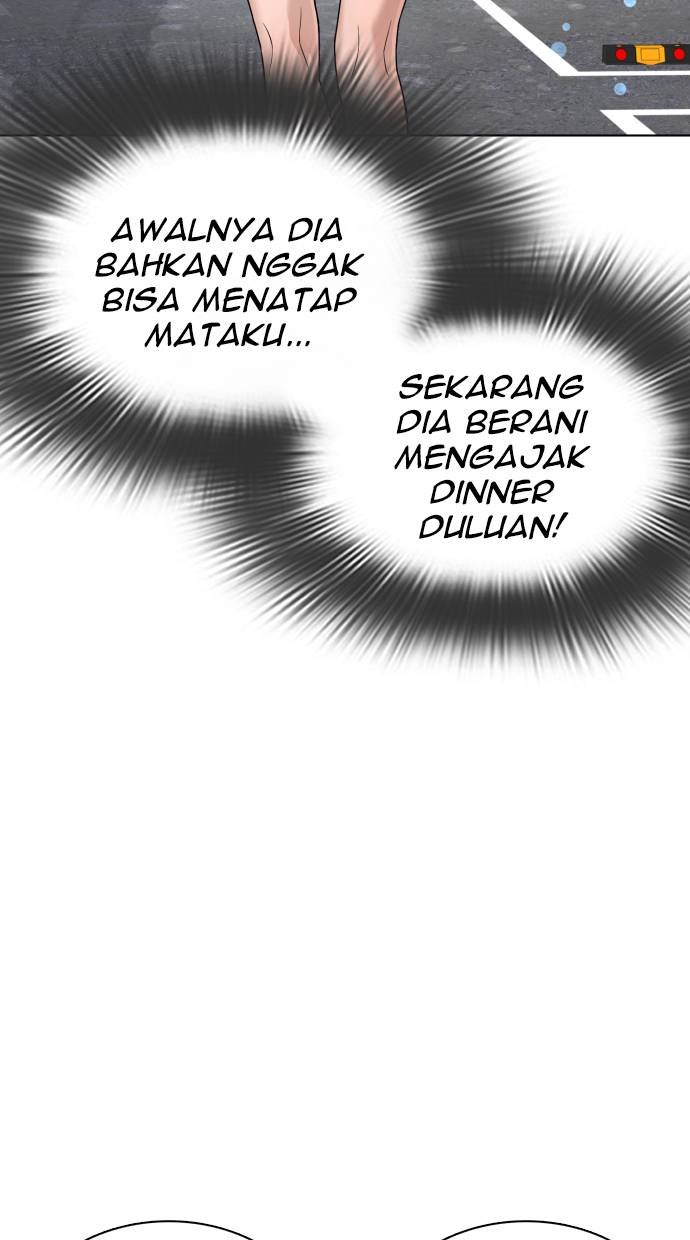 AWALNYA DIA
BAHKAN NGGAK
BISA MENATAP
MATAKU...
SEKARANG
DIA BERANI
MENGAJAK
DINNER
DULUAN!